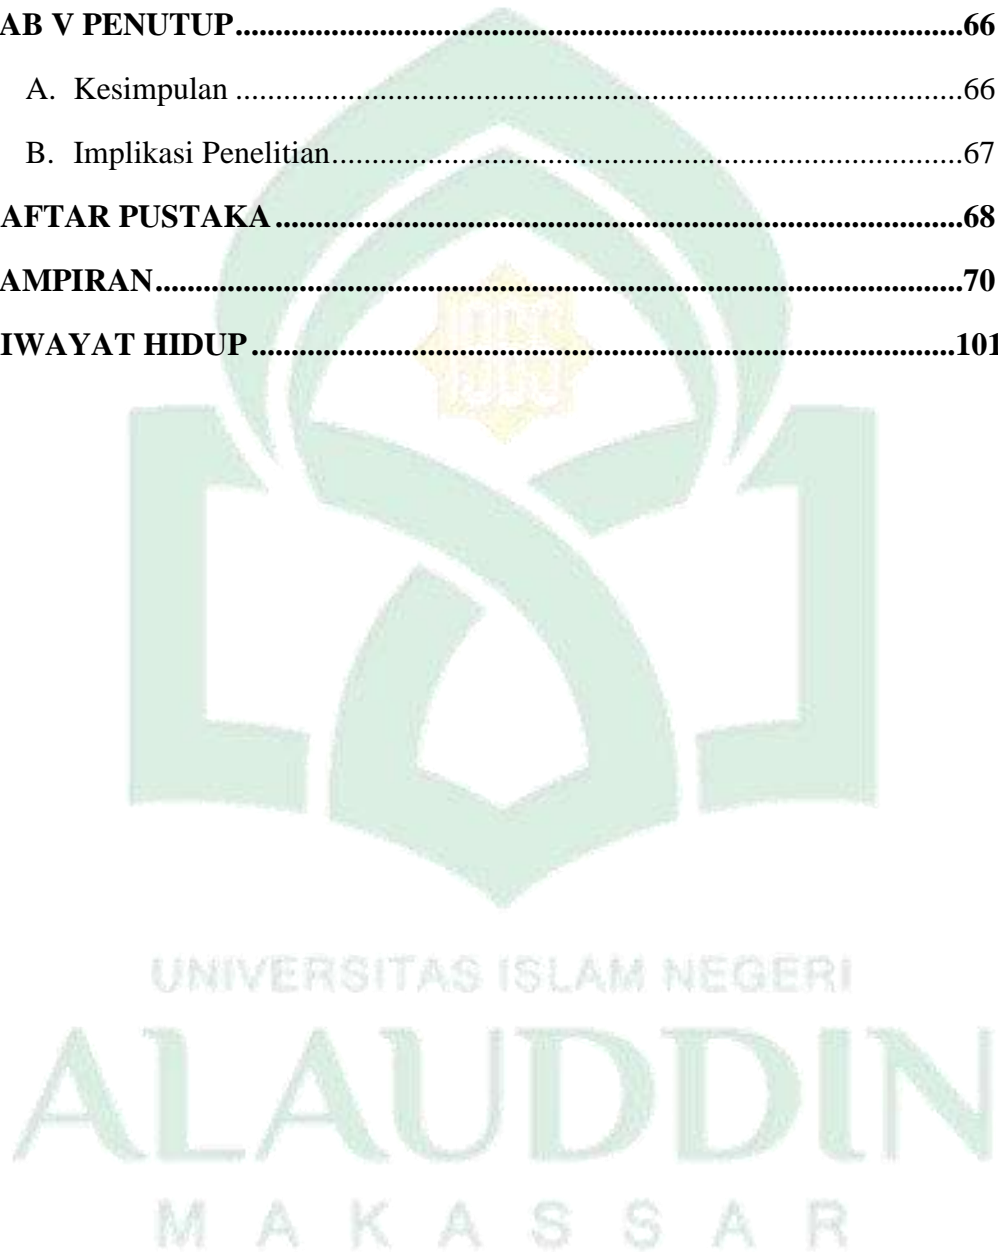 AB V PENUTUP..........................................................................................66
A. Kesimpulan ..........................................................................................66
B. Implikasi Penelitian..................................................................................67
AFTAR PUSTAKA.....................................................................................68
AMPIRAN....................................................................................................70
IWAYAT HIDUP.......................................................................................101
UNIVERSITAS ISLAM NEGERI
ALAUDDIN
MAKASSAR